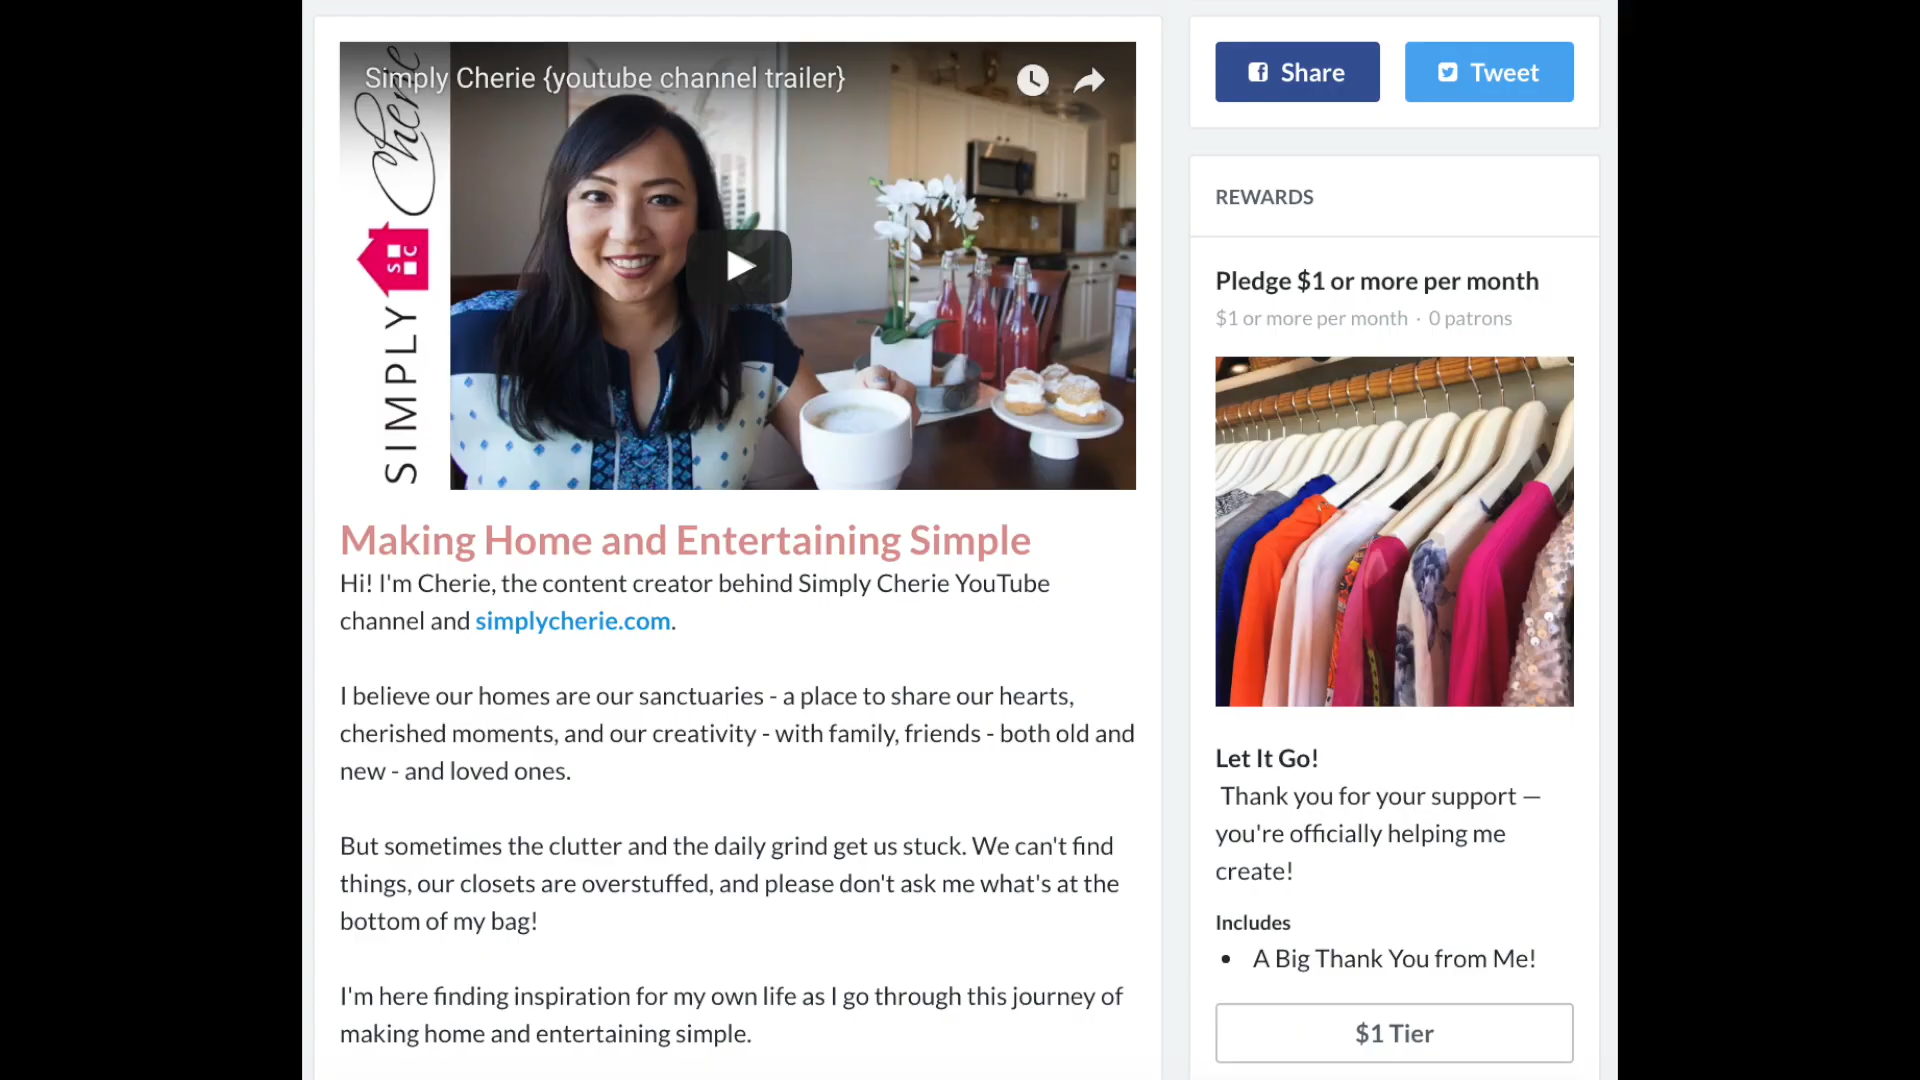 Simply Cherie {youtube channel trailer}
SIMPLY Cherie
S C
Making Home and Entertaining Simple
Hi! I'm Cherie, the content creator behind Simply Cherie YouTube
channel and simplycherie.com.
I believe our homes are our sanctuaries - a place to share our hearts,
cherished moments, and our creativity - with family, friends - both old and
new - and loved ones.
But sometimes the clutter and the daily grind get us stuck. We can't find
things, our closets are overstuffed, and please don't ask me what's at the
bottom of my bag!
I'm here finding inspiration for my own life as I go through this journey of
making home and entertaining simple.
Share
Tweet
REWARDS
Pledge $1 or more per month
$1 or more per month · 0 patrons
Let It Go!
Thank you for your support —
you're officially helping me
create!
Includes
• A Big Thank You from Me!
$1 Tier